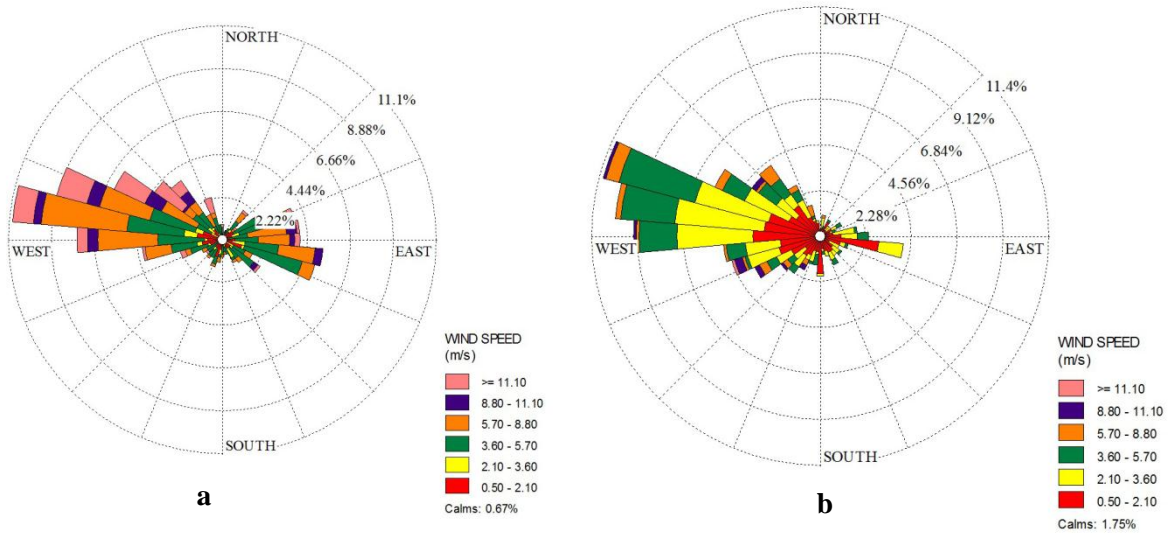 NORTH
11.1%
8.88%
6.66%
4.44%
2.22%
WEST
EAST
SOUTH
WIND SPEED
(m/s)
>= 11.10
8.80 - 11.10
5.70 - 8.80
3.60 - 5.70
2.10 - 3.60
0.50 - 2.10
Calms: 0.67%
a
NORTH
11.4%
9.12%
6.84%
4.56%
2.28%
WEST
EAST
SOUTH
WIND SPEED
(m/s)
>= 11.10
8.80 - 11.10
5.70 - 8.80
3.60 - 5.70
2.10 - 3.60
0.50 - 2.10
Calms: 1.75%
b